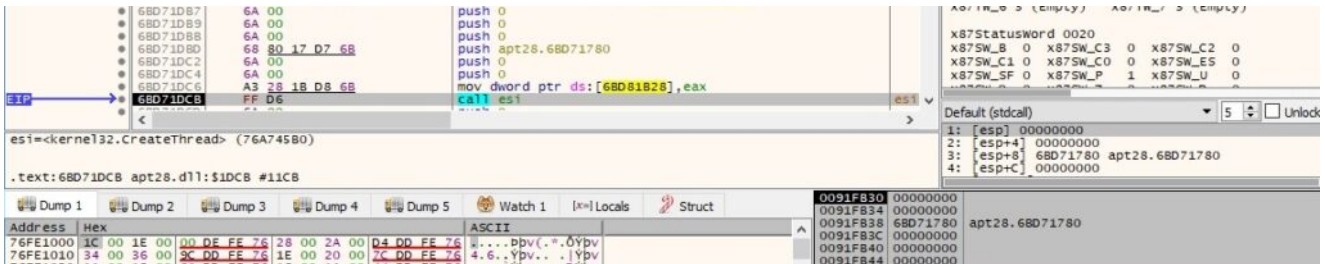 6BD71DB7 6A 00 push 0
6BD71DB9 6A 00 push 0
6BD71DBB 6A 00 push 0
6BD71DBD 68 80 17 D7 6B push apt28.6BD71780
6BD71DC2 6A 00 push 0
6BD71DC4 6A 00 push 0
6BD71DC6 A3 28 1B D8 6B mov dword ptr ds:[6BD81B28],eax
EIP 6BD71DCB FF D6 call esi esi
esi=<kernel32.CreateThread> (76A745B0)
.text:6BD71DCB apt28.dll:$1DCB #11CB
x87StatusWord 0020
x87SW_B 0 x87SW_C3 0 x87SW_C2 0
x87SW_C1 0 x87SW_C0 0 x87SW_ES 0
x87SW_SF 0 x87SW_P 1 x87SW_U 0
Default (stdcall) 5 Unlock
1: [esp] 00000000
2: [esp+4] 00000000
3: [esp+8] 6BD71780 apt28.6BD71780
4: [esp+C] 00000000
Dump 1 Dump 2 Dump 3 Dump 4 Dump 5 Watch 1 [x=] Locals Struct
Address Hex ASCII
76FE1000 1C 00 1E 00 00 DE FE 76 28 00 2A 00 D4 DD FE 76 .....Þþv(.*.ÔÝþv
76FE1010 34 00 36 00 9C DD FE 76 1E 00 20 00 7C DD FE 76 4.6..Ýþv.. .|Ýþv
0091FB30 00000000
0091FB34 00000000
0091FB38 6BD71780 apt28.6BD71780
0091FB3C 00000000
0091FB40 00000000
0091FB44 00000000